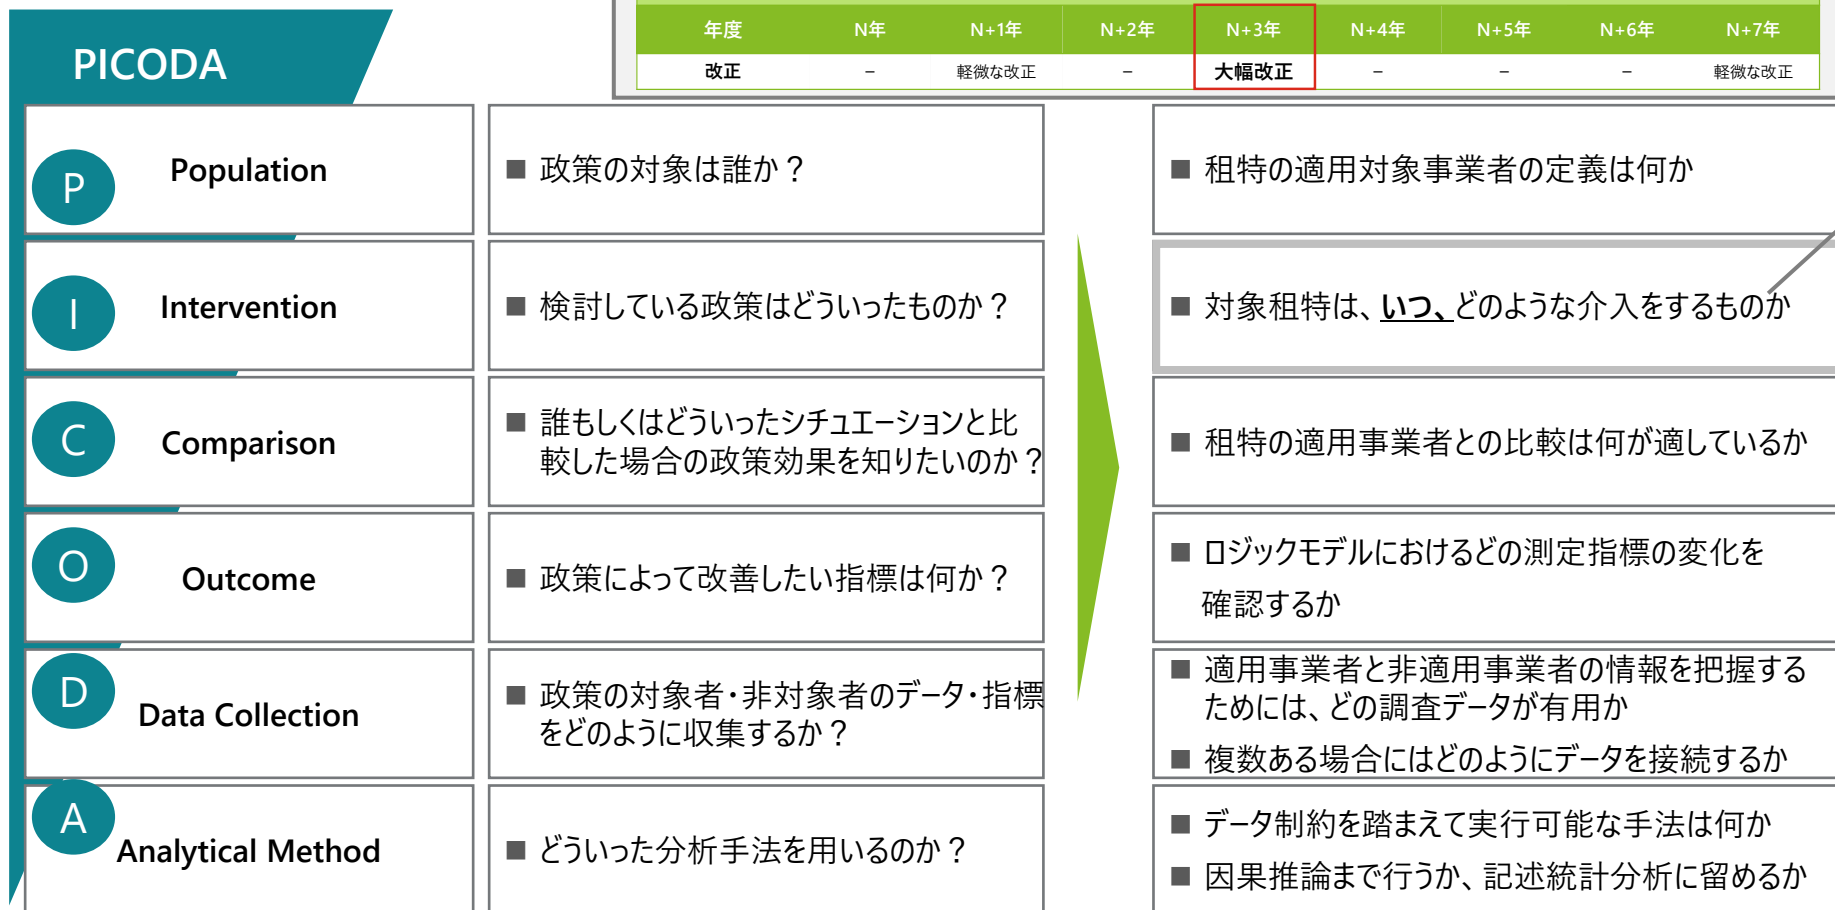 年度 N年 N+1年 N+2年 N+3年 N+4年 N+5年 N+6年 N+7年
改正 – 軽微な改正 – 大幅改正 – – – 軽微な改正
PICODA
P Population
■ 政策の対象は誰か？
■ 租特の適用対象事業者の定義は何か
I Intervention
■ 検討している政策はどういったものか？
■ 対象租特は、いつ、どのような介入をするものか
C Comparison
■ 誰もしくはどういったシチュエーションと比
較した場合の政策効果を知りたいのか？
■ 租特の適用事業者との比較は何が適しているか
O Outcome
■ 政策によって改善したい指標は何か？
■ ロジックモデルにおけるどの測定指標の変化を
確認するか
D Data Collection
■ 政策の対象者・非対象者のデータ・指標
をどのように収集するか？
■ 適用事業者と非適用事業者の情報を把握する
ためには、どの調査データが有用か
■ 複数ある場合にはどのようにデータを接続するか
A Analytical Method
■ どういった分析手法を用いるのか？
■ データ制約を踏まえて実行可能な手法は何か
■ 因果推論まで行うか、記述統計分析に留めるか